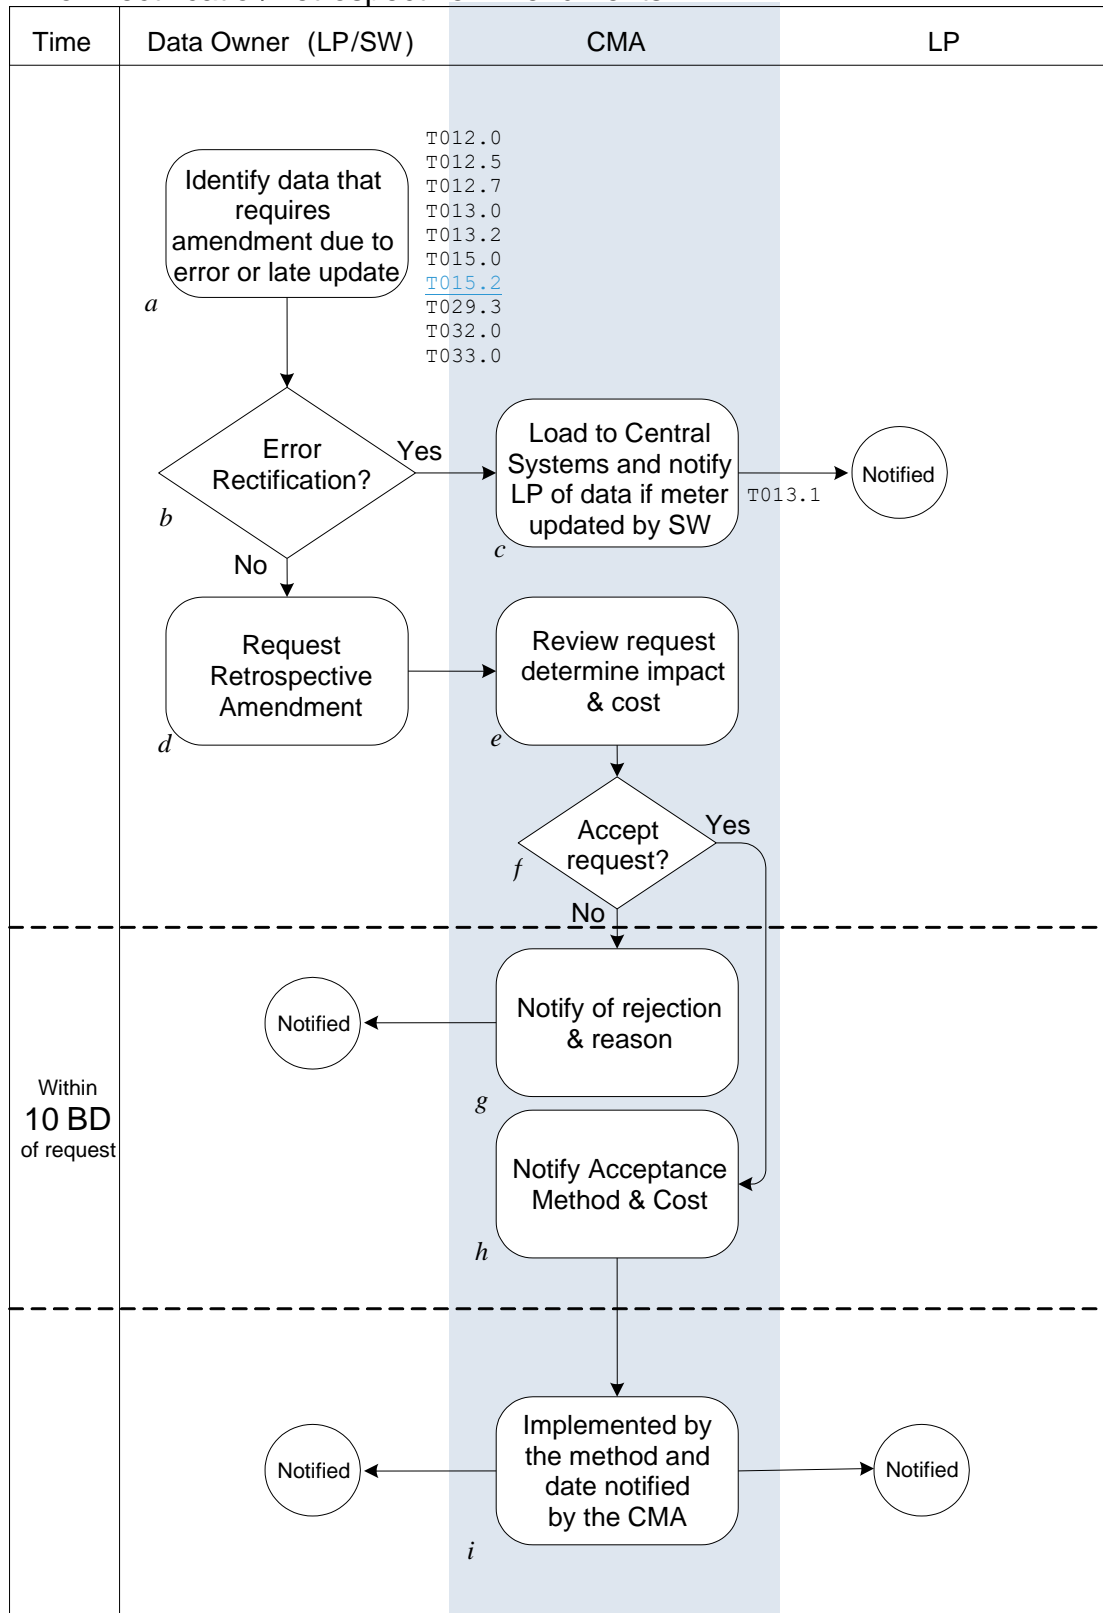 Time
Data Owner (LP/SW)
CMA
LP
T012.0
T012.5
T012.7
T013.0
T013.2
T015.0
T015.2
T029.3
T032.0
T033.0
Identify data that
requires
amendment due to
error or late update
a
Error
Rectification?
Yes
b
No
Load to Central
Systems and notify
LP of data if meter
updated by SW
c
T013.1
Notified
Request
Retrospective
Amendment
d
Review request
determine impact
& cost
e
Accept
request?
Yes
f
No
Within
10 BD
of request
Notify of rejection
& reason
g
Notified
Notify Acceptance
Method & Cost
h
Implemented by
the method and
date notified
by the CMA
i
Notified
Notified